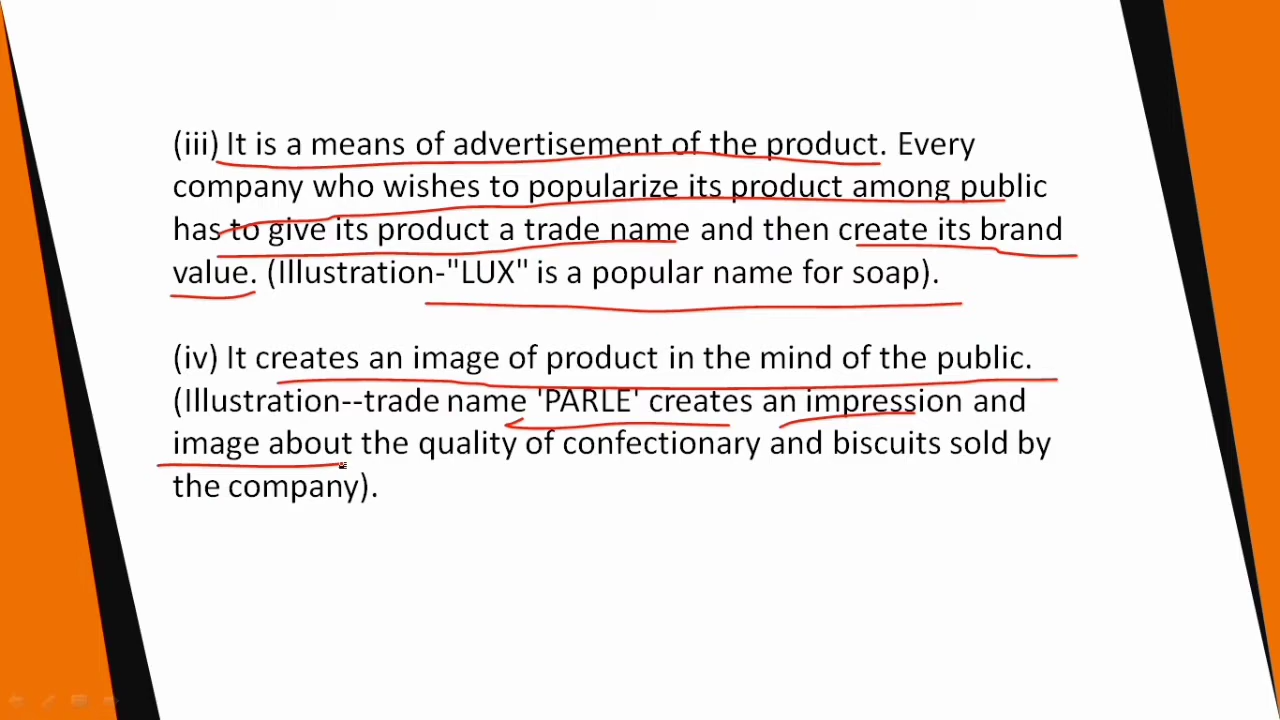 (iii) It is a means of advertisement of the product. Every
company who wishes to popularize its product among public
has to give its product a trade name and then create its brand
value. (Illustration-"LUX" is a popular name for soap).
(iv) It creates an image of product in the mind of the public.
(Illustration--trade name 'PARLE' creates an impression and
image about the quality of confectionary and biscuits sold by
the company).